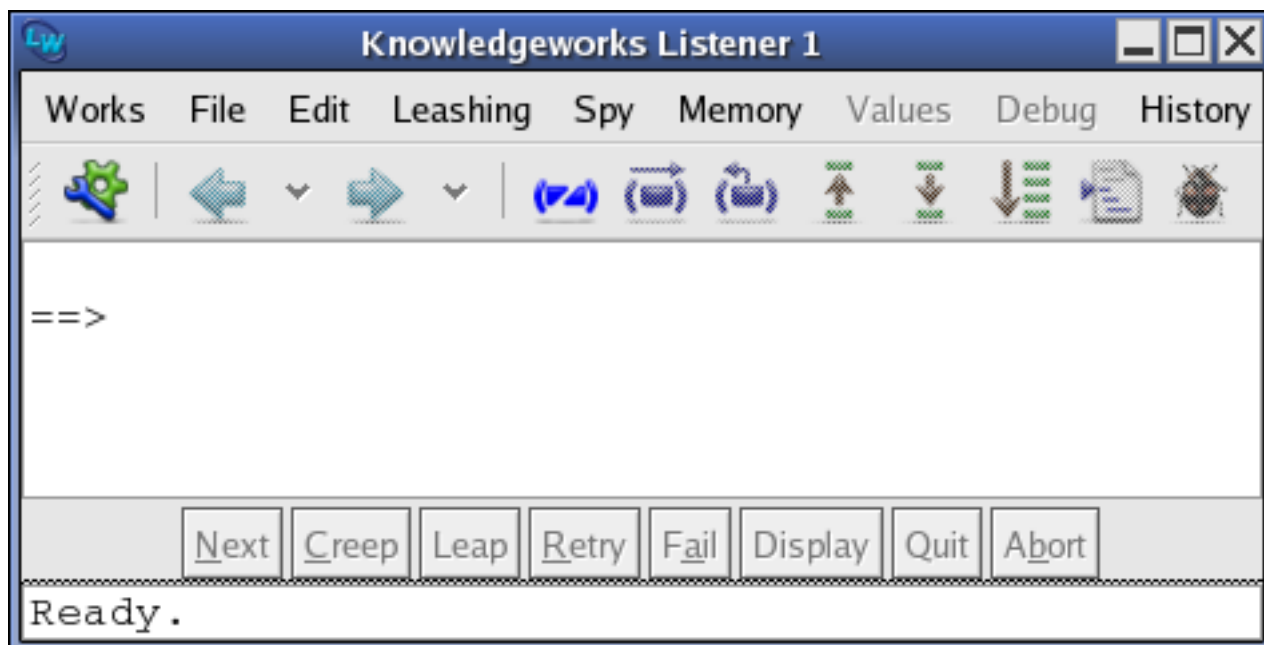 LW Knowledgeworks Listener 1
Works File Edit Leashing Spy Memory Values Debug History
==>
Next Creep Leap Retry Fail Display Quit Abort
Ready.